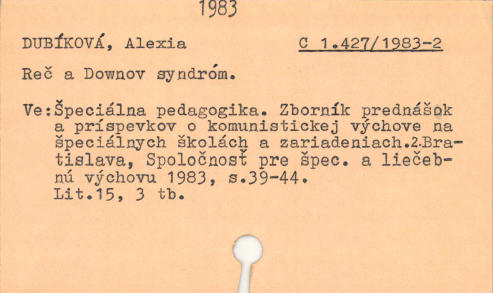 1983
DUBÍKOVÁ, Alexia C 1.427/1983-2
Reč a Downov syndróm.
Ve:Špeciálna pedagogika. Zborník prednášok
a príspevkov o komunistickej výchove na
špeciálnych školách a zariadeniach.2.Bra-
tislava, Spoločnosť pre špec. a liečeb-
nú výchovu 1983, s.39-44.
Lit.15, 3 tb.